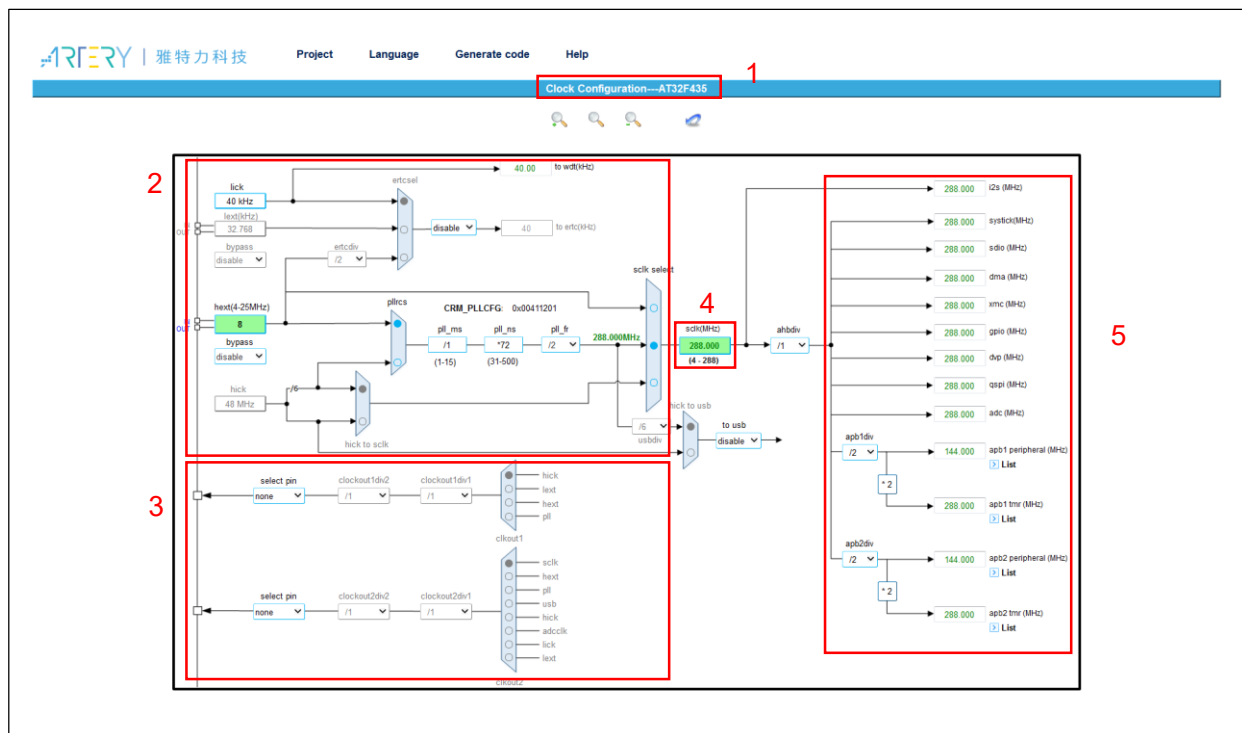 ARTERY | 雅特力科技
Project Language Generate code Help
1
Clock Configuration---AT32F435
2
lick
40 kHz
lext(kHz)
32.768
bypass
disable
ertcsel
40.00 to wdt(kHz)
disable
40 to ertc(kHz)
ertcdiv
/2
hext(4-25MHz)
8
bypass
disable
hick
48 MHz
/6
hick to sclk
pllrcs
CRM_PLLCFG: 0x00411201
pll_ms pll_ns pll_fr
/1 *72 /2
(1-15) (31-500)
288.000MHz
sclk select
4
sclk(MHz)
288.000
(4 - 288)
ahbdiv
/1
/6
usbdiv
hick to usb
to usb
disable
3
select pin clockout1div2 clockout1div1
none /1 /1
hick
lext
hext
pll
clkout1
select pin clockout2div2 clockout2div1
none /1 /1
sclk
hext
pll
usb
hick
adcclk
lick
lext
clkout2
5
288.000 i2s (MHz)
288.000 systick(MHz)
288.000 sdio (MHz)
288.000 dma (MHz)
288.000 xmc (MHz)
288.000 gpio (MHz)
288.000 dvp (MHz)
288.000 qspi (MHz)
288.000 adc (MHz)
apb1div
/2
144.000 apb1 peripheral (MHz)
List
* 2
288.000 apb1 tmr (MHz)
List
apb2div
/2
144.000 apb2 peripheral (MHz)
List
* 2
288.000 apb2 tmr (MHz)
List